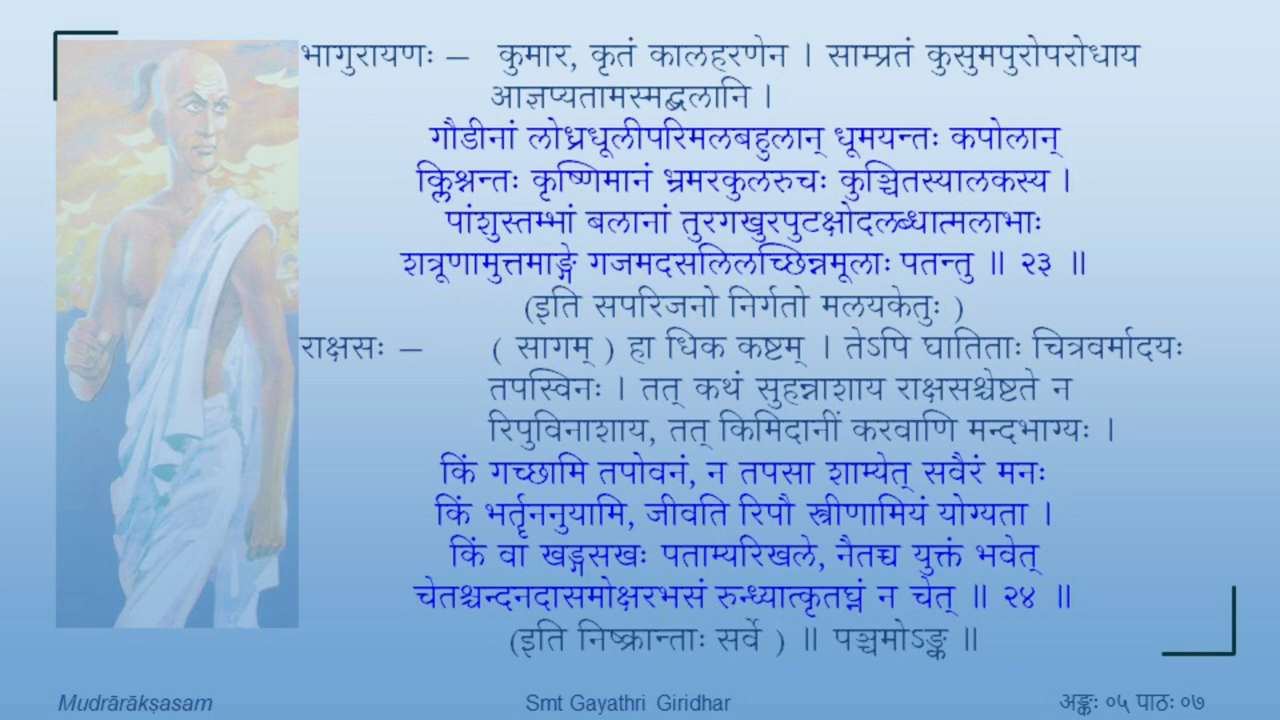 भागुरायणः – कुमार, कृतं कालहरणेन । साम्प्रतं कुसुमपुरोपरोधाय
आज्ञप्यतामस्मद्बलानि ।
गौडीनां लोध्रधूलीपरिमलबहुलान् धूमयन्तः कपोलान्
क्लिश्नन्तः कृष्णिमानं भ्रमरकुलरुचः कुञ्चितस्यालकस्य ।
पांशुस्तम्भां बलानां तुरगखुरपुटक्षोदलब्धात्मलाभाः
शत्रूणामुत्तमाङ्गे गजमदसलिलच्छिन्नमूलाः पतन्तु ॥ २३ ॥
(इति सपरिजनो निर्गतो मलयकेतुः )
राक्षसः – ( सागम् ) हा धिक कष्टम् । तेऽपि घातिताः चित्रवर्मादयः
तपस्विनः । तत् कथं सुहृन्नाशाय राक्षसश्चेष्टते न
रिपुविनाशाय, तत् किमिदानीं करवाणि मन्दभाग्यः ।
किं गच्छामि तपोवनं, न तपसा शाम्येत् सवैरं मनः
किं भर्तॄननुयामि, जीवति रिपौ स्त्रीणामियं योग्यता ।
किं वा खड्गसखः पताम्यरिखले, नैतच्च युक्तं भवेत्
चेतश्चन्दनदासमोक्षरभसं रुन्ध्यात्कृतघ्नं न चेत् ॥ २४ ॥
(इति निष्क्रान्ताः सर्वे ) ॥ पञ्चमोऽङ्कः ॥
Mudrārākṣasam
Smt Gayathri Giridhar
अङ्कः ०५ पाठः ०७